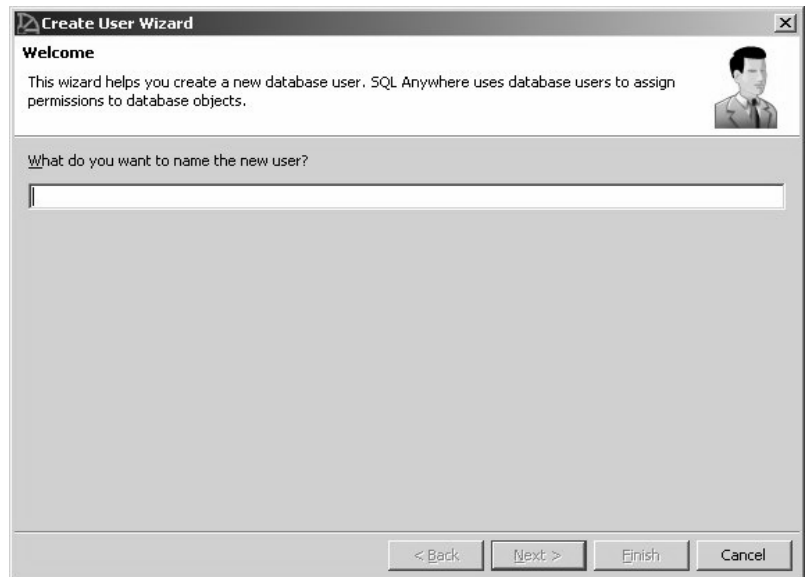 Create User Wizard
Welcome
This wizard helps you create a new database user. SQL Anywhere uses database users to assign
permissions to database objects.
What do you want to name the new user?
< Back
Next >
Finish
Cancel